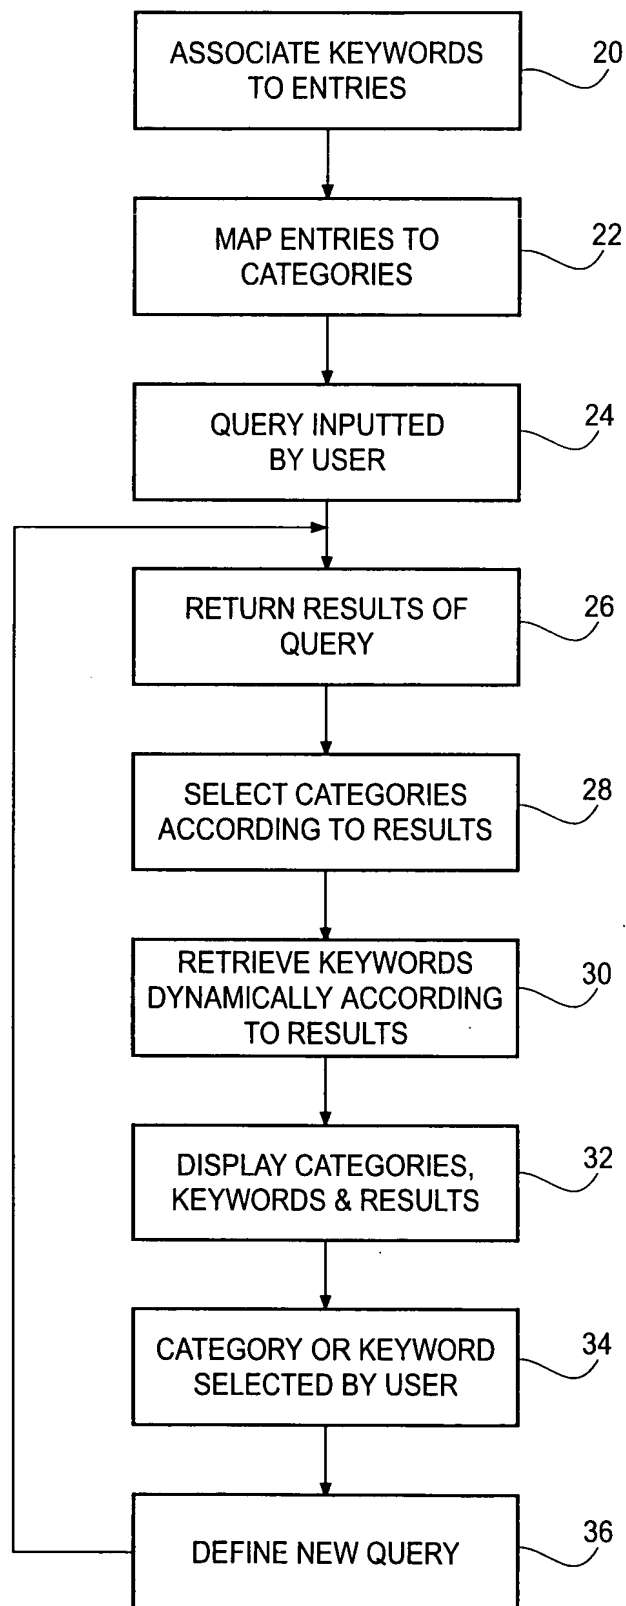 ASSOCIATE KEYWORDS
TO ENTRIES
20
MAP ENTRIES TO
CATEGORIES
22
QUERY INPUTTED
BY USER
24
RETURN RESULTS OF
QUERY
26
SELECT CATEGORIES
ACCORDING TO RESULTS
28
RETRIEVE KEYWORDS
DYNAMICALLY ACCORDING
TO RESULTS
30
DISPLAY CATEGORIES,
KEYWORDS & RESULTS
32
CATEGORY OR KEYWORD
SELECTED BY USER
34
DEFINE NEW QUERY
36